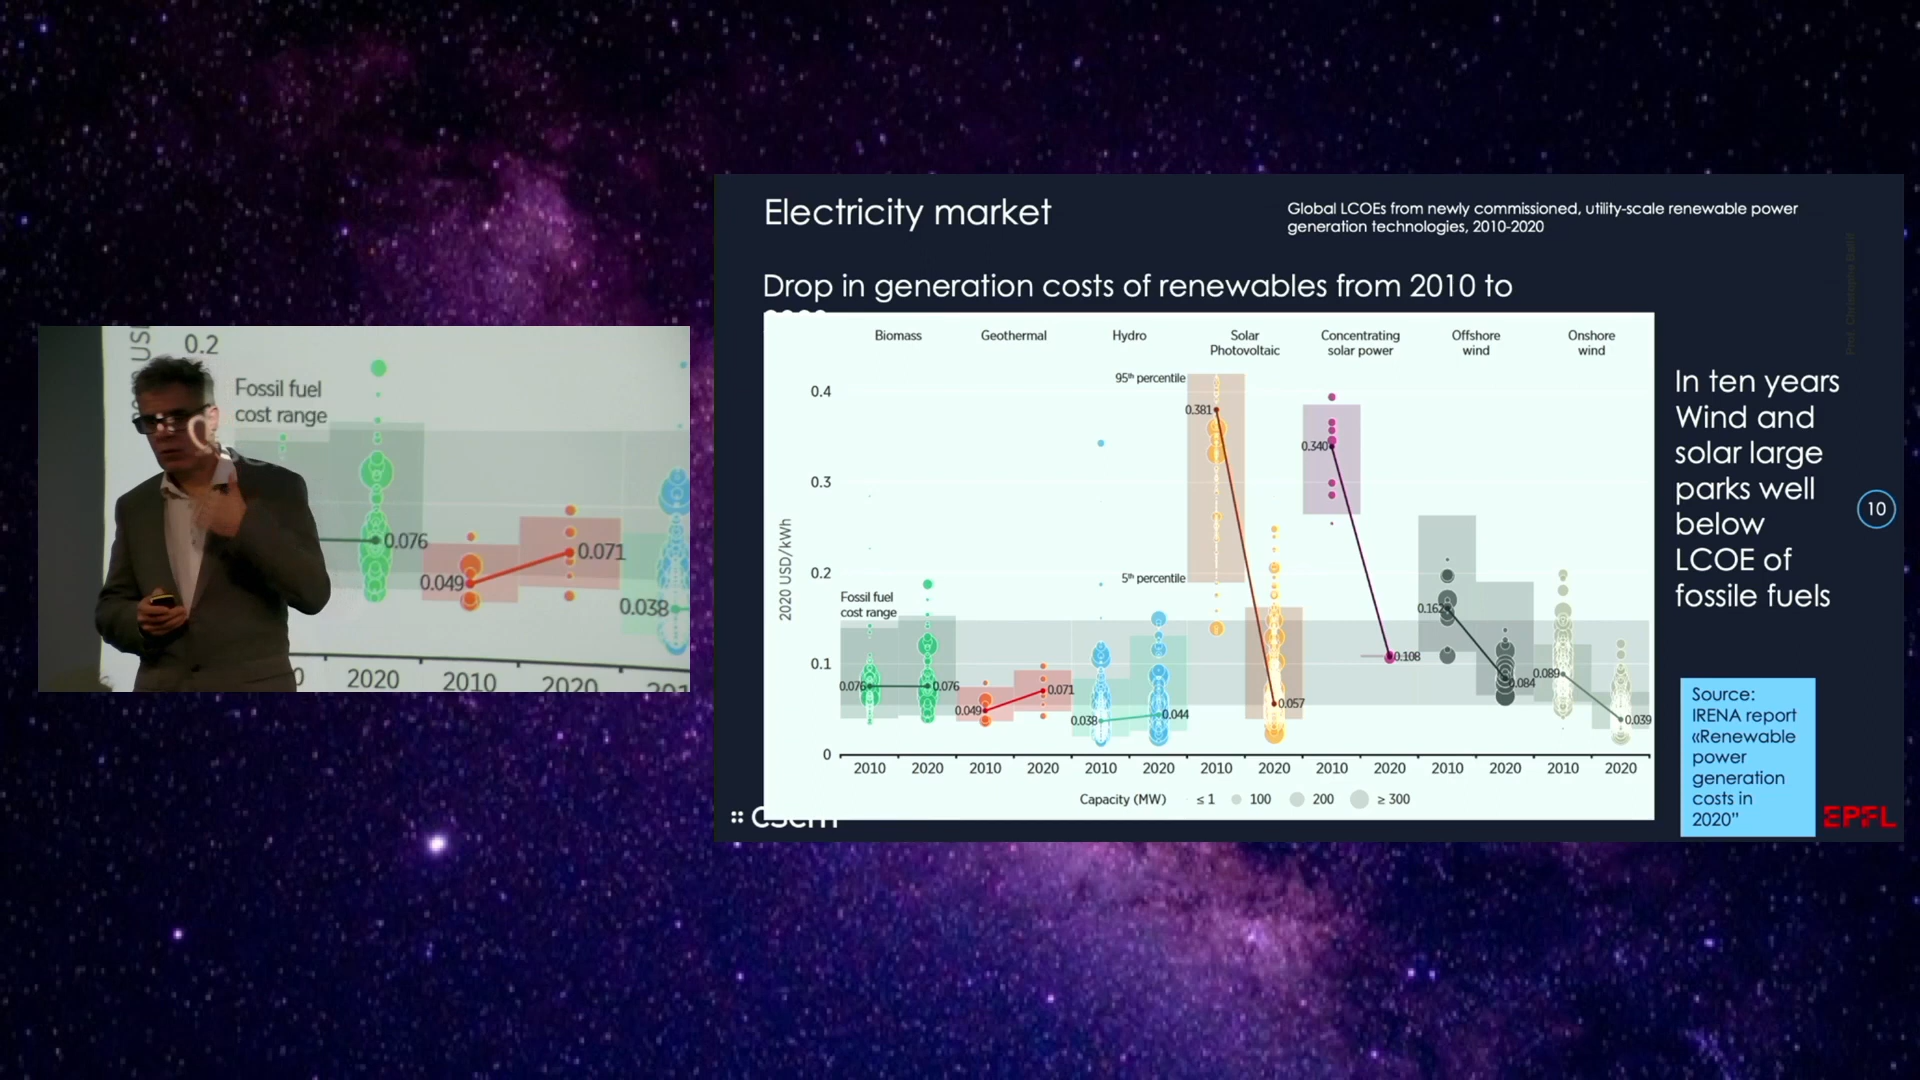 0.2
Fossil fuel
cost range
0.076
0.049
0.071
0.038
2020
2010
2020
Electricity market
Global LCOEs from newly commissioned, utility-scale renewable power
generation technologies, 2010-2020
Drop in generation costs of renewables from 2010 to
Biomass
Geothermal
Hydro
Solar
Photovoltaic
Concentrating
solar power
Offshore
wind
Onshore
wind
95th percentile
5th percentile
Fossil fuel
cost range
2020 USD/kWh
0.4
0.3
0.2
0.1
0
0.076
0.076
0.049
0.071
0.038
0.044
0.381
0.057
0.340
0.108
0.162
0.084
0.089
0.039
2010 2020 2010 2020 2010 2020 2010 2020 2010 2020 2010 2020 2010 2020
Capacity (MW) ≤ 1 100 200 ≥ 300
In ten years
Wind and
solar large
parks well
below
LCOE of
fossile fuels
10
Source:
IRENA report
«Renewable
power
generation
costs in
2020”
EPFL